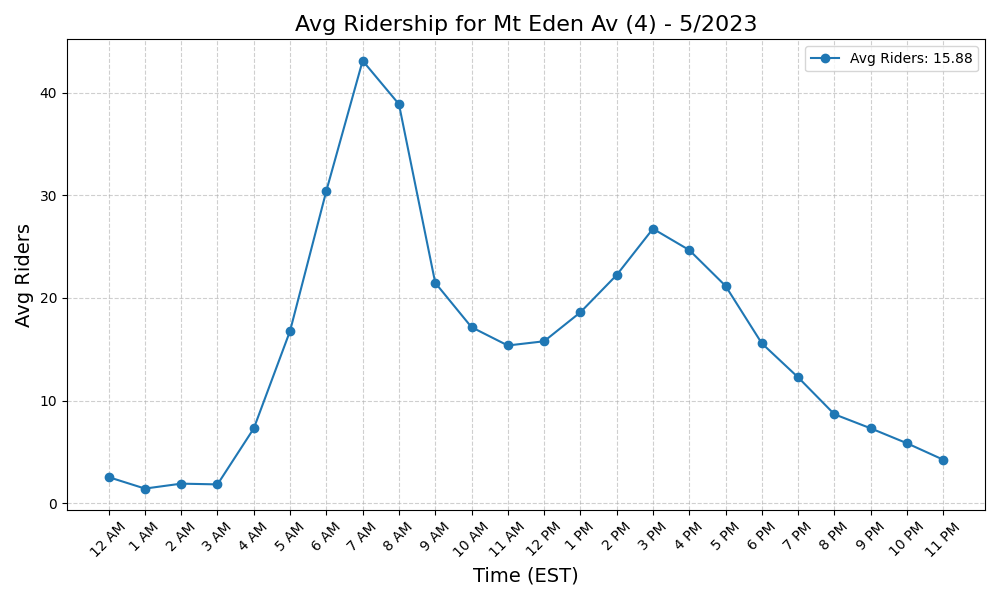 Avg Ridership for Mt Eden Av (4) - 5/2023
Avg Riders: 15.88
Avg Riders
40
30
20
10
0
12 AM
1 AM
2 AM
3 AM
4 AM
5 AM
6 AM
7 AM
8 AM
9 AM
10 AM
11 AM
12 PM
1 PM
2 PM
3 PM
4 PM
5 PM
6 PM
7 PM
8 PM
9 PM
10 PM
11 PM
Time (EST)